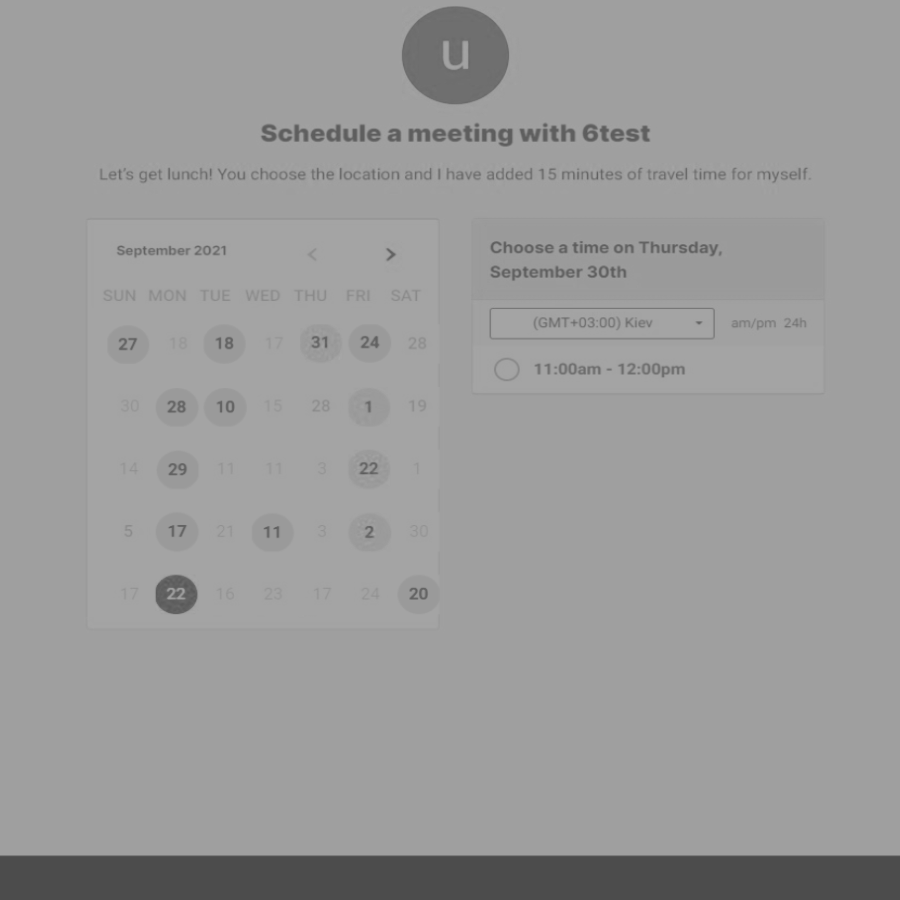 u
Schedule a meeting with 6test
Let's get lunch! You choose the location and I have added 15 minutes of travel time for myself.
September 2021 < >
SUN MON TUE WED THU FRI SAT
27 18 18 17 31 24 28
30 28 10 15 28 1 19
14 29 11 11 3 22 1
5 17 21 11 3 2 30
17 22 16 23 17 24 20
Choose a time on Thursday,
September 30th
(GMT+03:00) Kiev am/pm 24h
11:00am - 12:00pm